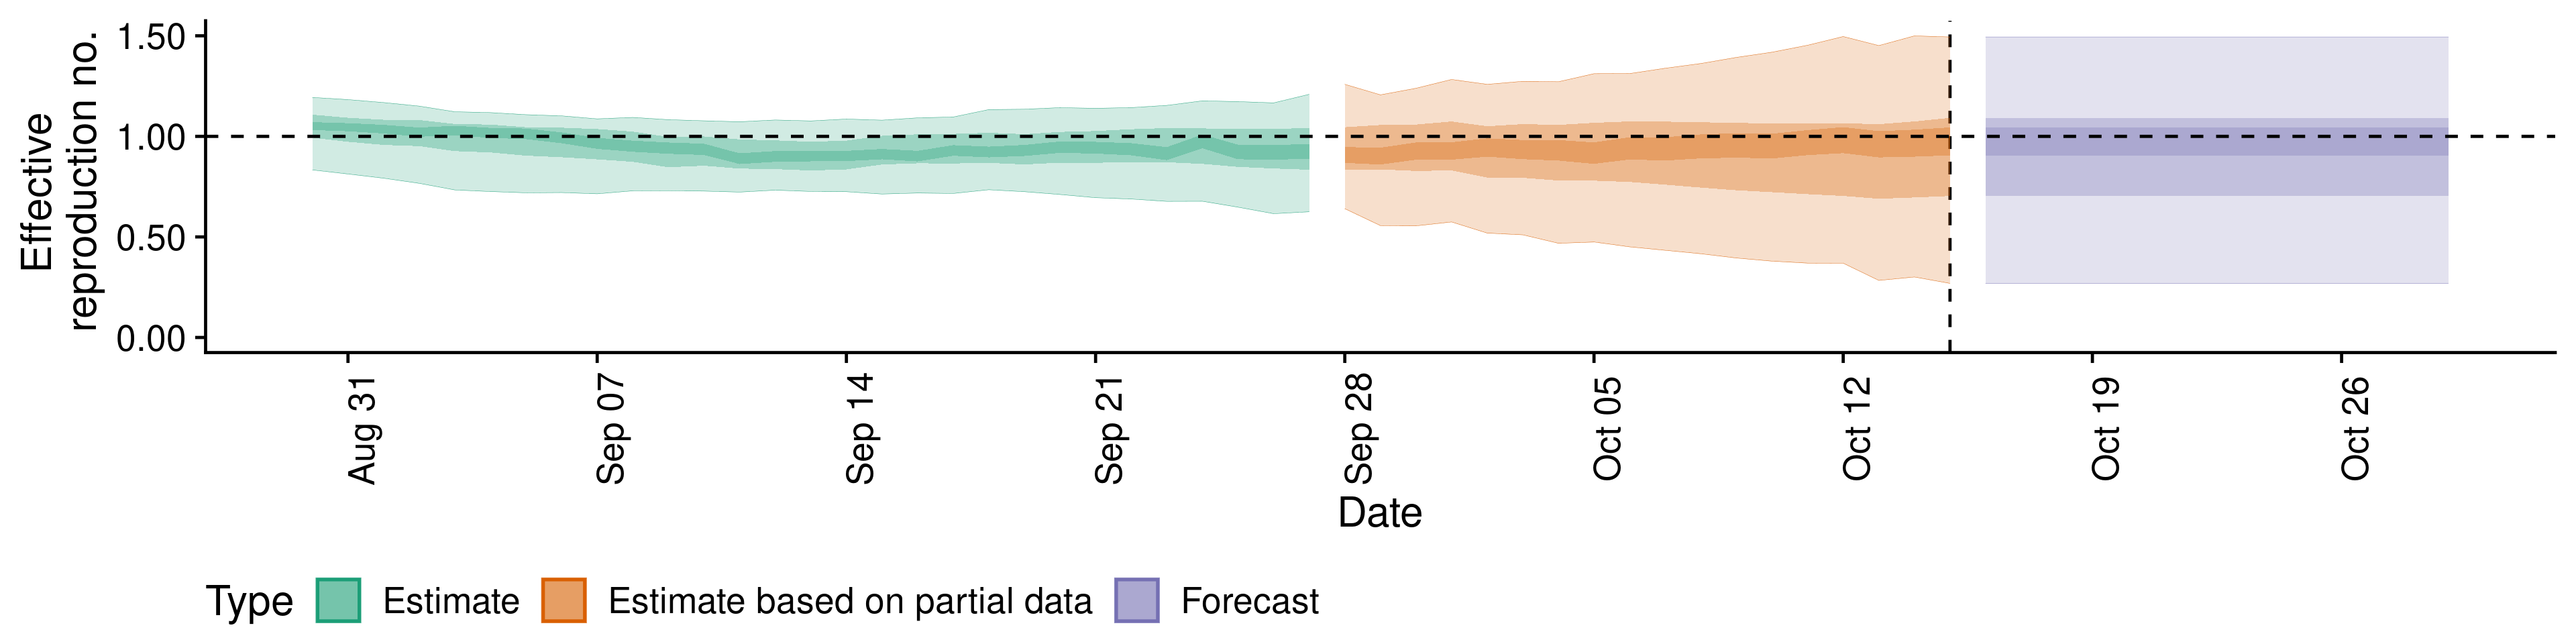 Effective
reproduction no.
1.50
1.00
0.50
0.00
Aug 31
Sep 07
Sep 14
Sep 21
Sep 28
Oct 05
Oct 12
Oct 19
Oct 26
Date
Type Estimate Estimate based on partial data Forecast